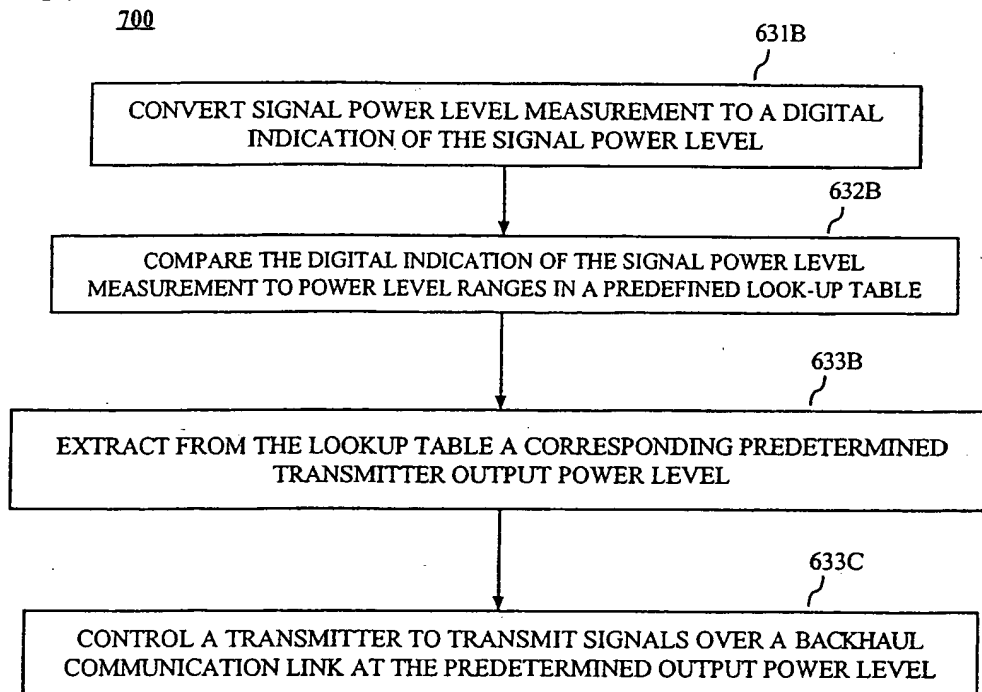 700
631B
CONVERT SIGNAL POWER LEVEL MEASUREMENT TO A DIGITAL
INDICATION OF THE SIGNAL POWER LEVEL
632B
COMPARE THE DIGITAL INDICATION OF THE SIGNAL POWER LEVEL
MEASUREMENT TO POWER LEVEL RANGES IN A PREDEFINED LOOK-UP TABLE
633B
EXTRACT FROM THE LOOKUP TABLE A CORRESPONDING PREDETERMINED
TRANSMITTER OUTPUT POWER LEVEL
633C
CONTROL A TRANSMITTER TO TRANSMIT SIGNALS OVER A BACKHAUL
COMMUNICATION LINK AT THE PREDETERMINED OUTPUT POWER LEVEL